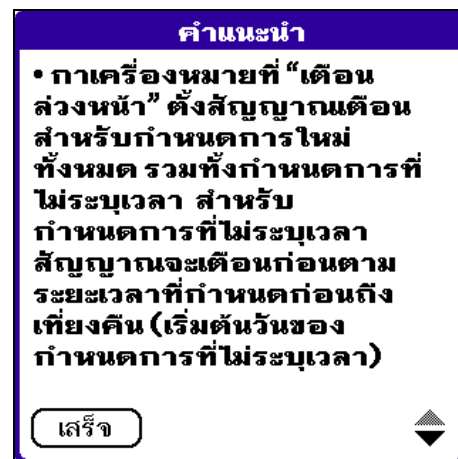 คำแนะนำ
• กาเครื่องหมายที่ “เตือน
ล่วงหน้า” ตั้งสัญญาณเตือน
สำหรับกำหนดการใหม่
ทั้งหมด รวมทั้งกำหนดการที่
ไม่ระบุเวลา สำหรับ
กำหนดการที่ไม่ระบุเวลา
สัญญาณจะเตือนก่อนตาม
ระยะเวลาที่กำหนดก่อนถึง
เที่ยงคืน (เริ่มต้นวันของ
กำหนดการที่ไม่ระบุเวลา)
เสร็จ